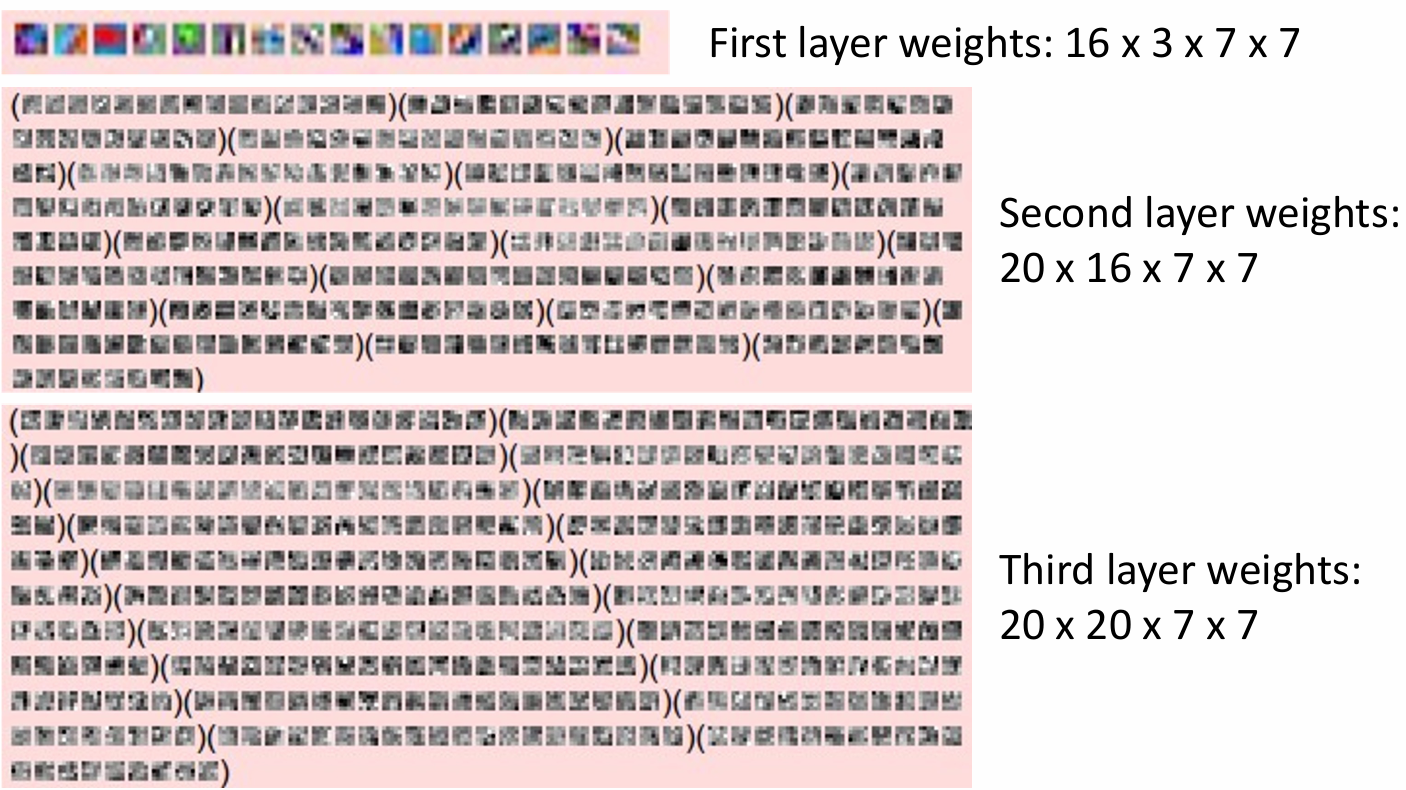 First layer weights: 16 x 3 x 7 x 7
Second layer weights:
20 x 16 x 7 x 7
Third layer weights:
20 x 20 x 7 x 7